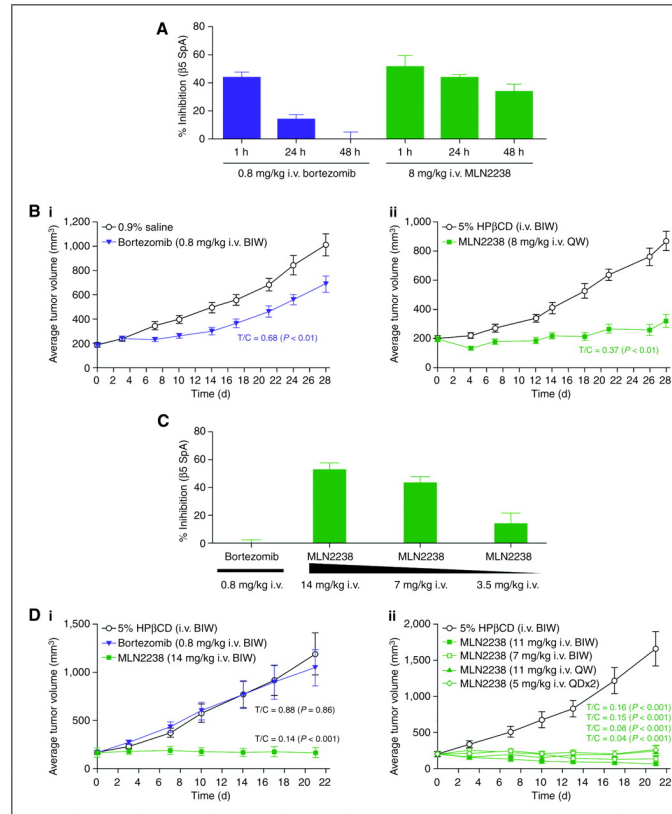 A
% Inihibition (β5 SpA)
80
60
40
20
0
1 h
24 h
48 h
1 h
24 h
48 h
0.8 mg/kg i.v. bortezomib
8 mg/kg i.v. MLN2238
B i
Average tumor volume (mm³)
1,200
1,000
800
600
400
200
0
0.9% saline
Bortezomib (0.8 mg/kg i.v. BIW)
T/C = 0.68 (P < 0.01)
0 2 4 6 8 10 12 14 16 18 20 22 24 26 28
Time (d)
ii
Average tumor volume (mm³)
1,000
800
600
400
200
0
5% HPβCD (i.v. BIW)
MLN2238 (8 mg/kg i.v. QW)
T/C = 0.37 (P < 0.01)
0 2 4 6 8 10 12 14 16 18 20 22 24 26 28
Time (d)
C
% Inihibition (β5 SpA)
80
60
40
20
0
Bortezomib
MLN2238
MLN2238
MLN2238
0.8 mg/kg i.v.
14 mg/kg i.v.
7 mg/kg i.v.
3.5 mg/kg i.v.
D i
Average tumor volume (mm³)
1,500
1,000
500
0
5% HPβCD (i.v. BIW)
Bortezomib (0.8 mg/kg i.v. BIW)
MLN2238 (14 mg/kg i.v. BIW)
T/C = 0.88 (P = 0.86)
T/C = 0.14 (P < 0.001)
0 2 4 6 8 10 12 14 16 18 20 22
Time (d)
ii
Average tumor volume (mm³)
2,000
1,500
1,000
500
0
5% HPβCD (i.v. BIW)
MLN2238 (11 mg/kg i.v. BIW)
MLN2238 (7 mg/kg i.v. BIW)
MLN2238 (11 mg/kg i.v. QW)
MLN2238 (5 mg/kg i.v. QDx2)
T/C = 0.16 (P < 0.001)
T/C = 0.15 (P < 0.001)
T/C = 0.08 (P < 0.001)
T/C = 0.04 (P < 0.001)
0 2 4 6 8 10 12 14 16 18 20 22
Time (d)